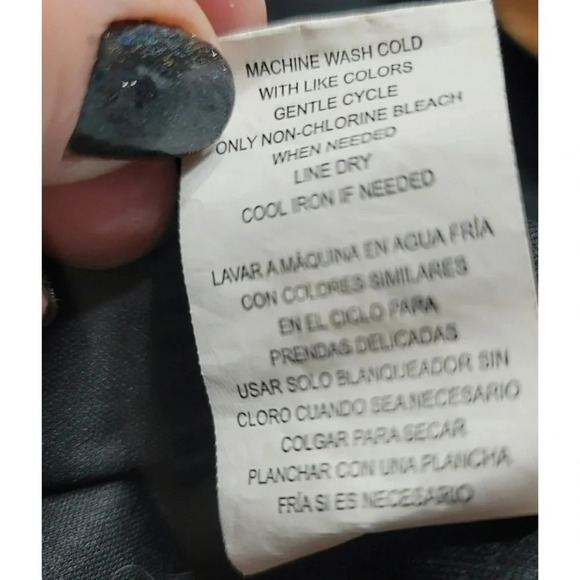 MACHINE WASH COLD
WITH LIKE COLORS
GENTLE CYCLE
ONLY NON-CHLORINE BLEACH
WHEN NEEDED
LINE DRY
COOL IRON IF NEEDED
LAVAR A MÁQUINA EN AGUA FRÍA
CON COLORES SIMILARES
EN EL CICLO PARA
PRENDAS DELICADAS
USAR SOLO BLANQUEADOR SIN
CLORO CUANDO SEA NECESARIO
COLGAR PARA SECAR
PLANCHAR CON UNA PLANCHA
FRÍA SI ES NECESARIO